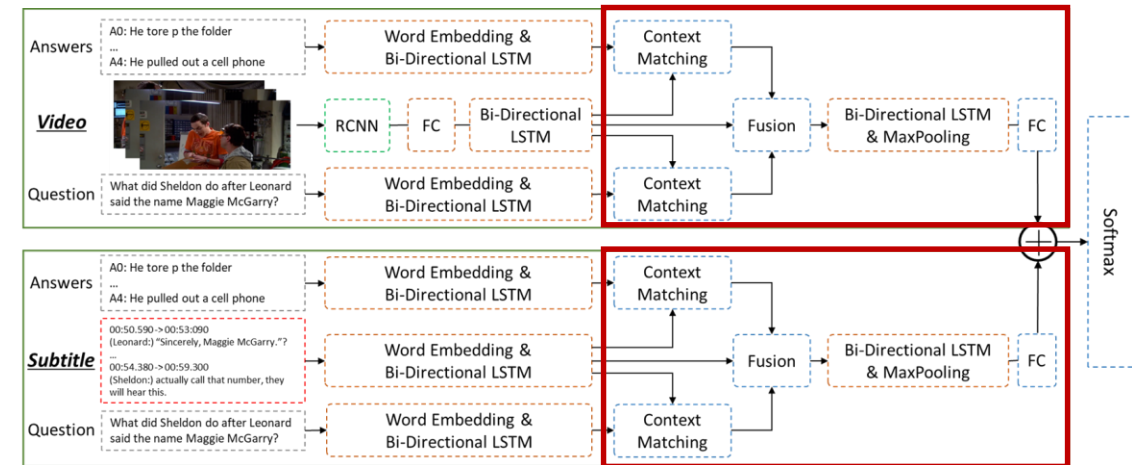 Answers
A0: He tore p the folder
...
A4: He pulled out a cell phone
Word Embedding &
Bi-Directional LSTM
Context
Matching
Video
RCNN
FC
Bi-Directional
LSTM
Fusion
Bi-Directional LSTM
& MaxPooling
FC
Question
What did Sheldon do after Leonard
said the name Maggie McGarry?
Word Embedding &
Bi-Directional LSTM
Context
Matching
Softmax
Answers
A0: He tore p the folder
...
A4: He pulled out a cell phone
Word Embedding &
Bi-Directional LSTM
Context
Matching
Subtitle
00:50.590->00:53:090
(Leonard:) “Sincerely, Maggie McGarry.”?
...
00:54.380->00:59.300
(Sheldon:) actually call that number, they
will hear this.
Word Embedding &
Bi-Directional LSTM
Fusion
Bi-Directional LSTM
& MaxPooling
FC
Question
What did Sheldon do after Leonard
said the name Maggie McGarry?
Word Embedding &
Bi-Directional LSTM
Context
Matching